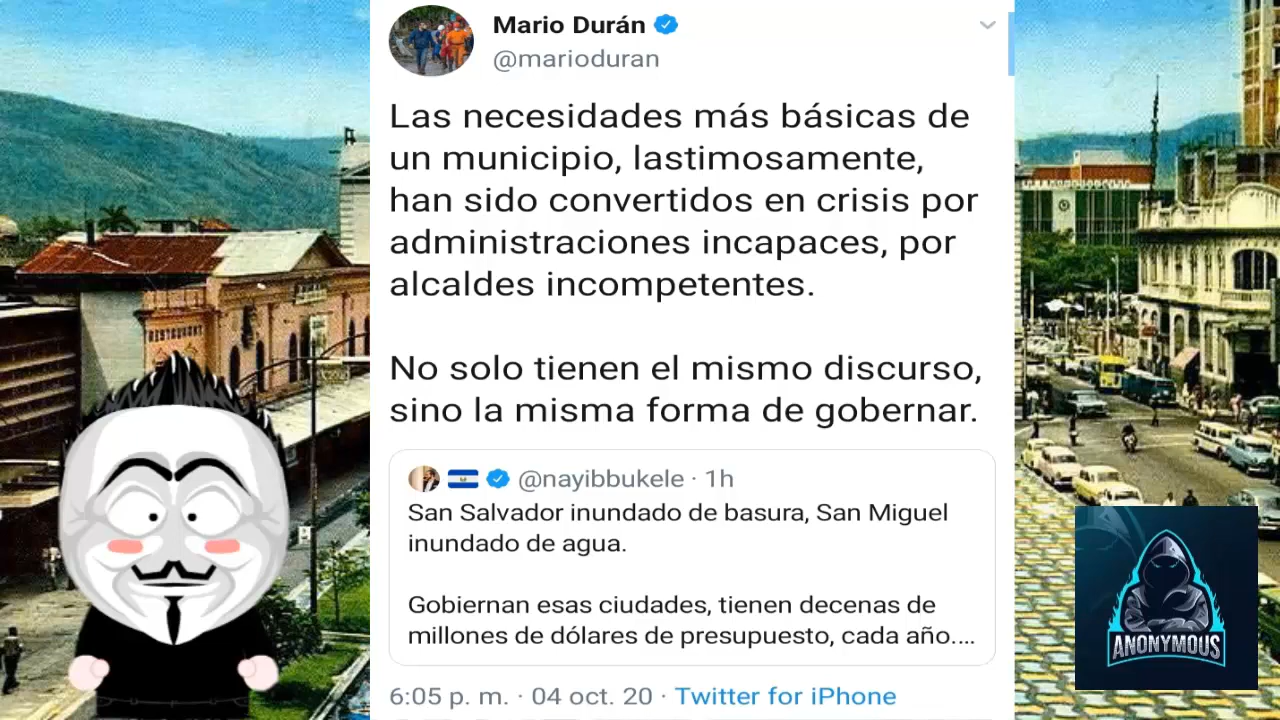 Mario Durán
@marioduran
Las necesidades más básicas de
un municipio, lastimosamente,
han sido convertidos en crisis por
administraciones incapaces, por
alcaldes incompetentes.
No solo tienen el mismo discurso,
sino la misma forma de gobernar.
@nayibbukele · 1h
San Salvador inundado de basura, San Miguel
inundado de agua.
Gobiernan esas ciudades, tienen decenas de
millones de dólares de presupuesto, cada año....
6:05 p. m. · 04 oct. 20 · Twitter for iPhone
ANONYMOUS